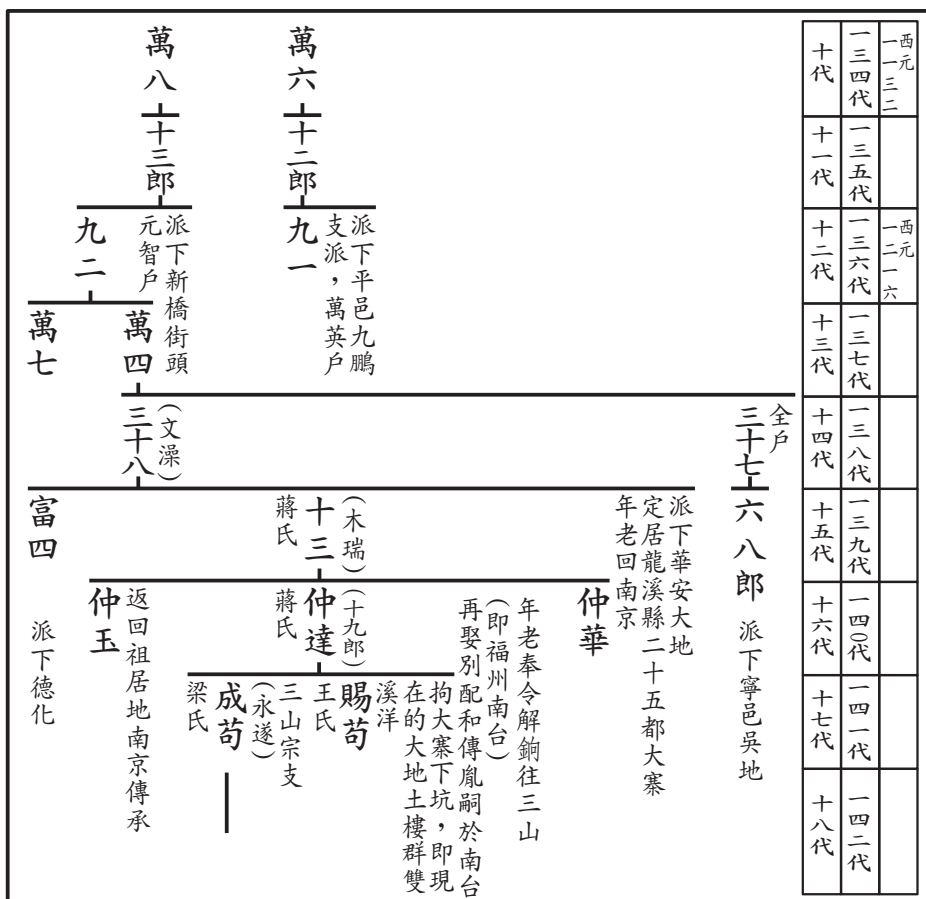 西元一一三二
一三四代
十代
一三五代
十一代
西元一二一六
一三六代
十二代
一三七代
十三代
一三八代
十四代
一三九代
十五代
一四〇代
十六代
一四一代
十七代
一四二代
十八代
萬六
十二郎
九一
派下平邑九鵬
支派，萬英戶
萬八
十三郎
派下新橋街頭
元智戶
九二
萬四
萬七
全戶
三十七
(文澡)
三十八
六八郎
派下寧邑吳地
派下華安大地
定居龍溪縣二十五都大寨
年老回南京
(木瑞)
十三
蔣氏
富四
派下德化
仲華
年老奉令解餉往三山
(即福州南台)
再娶別配和傳胤嗣於南台
(十九郎)
仲達
蔣氏
返回祖居地南京傳承
仲玉
拘大寨下坑，即現
在的大地土樓群雙
溪洋
賜苟
王氏
三山宗支
(永遂)
成苟
梁氏